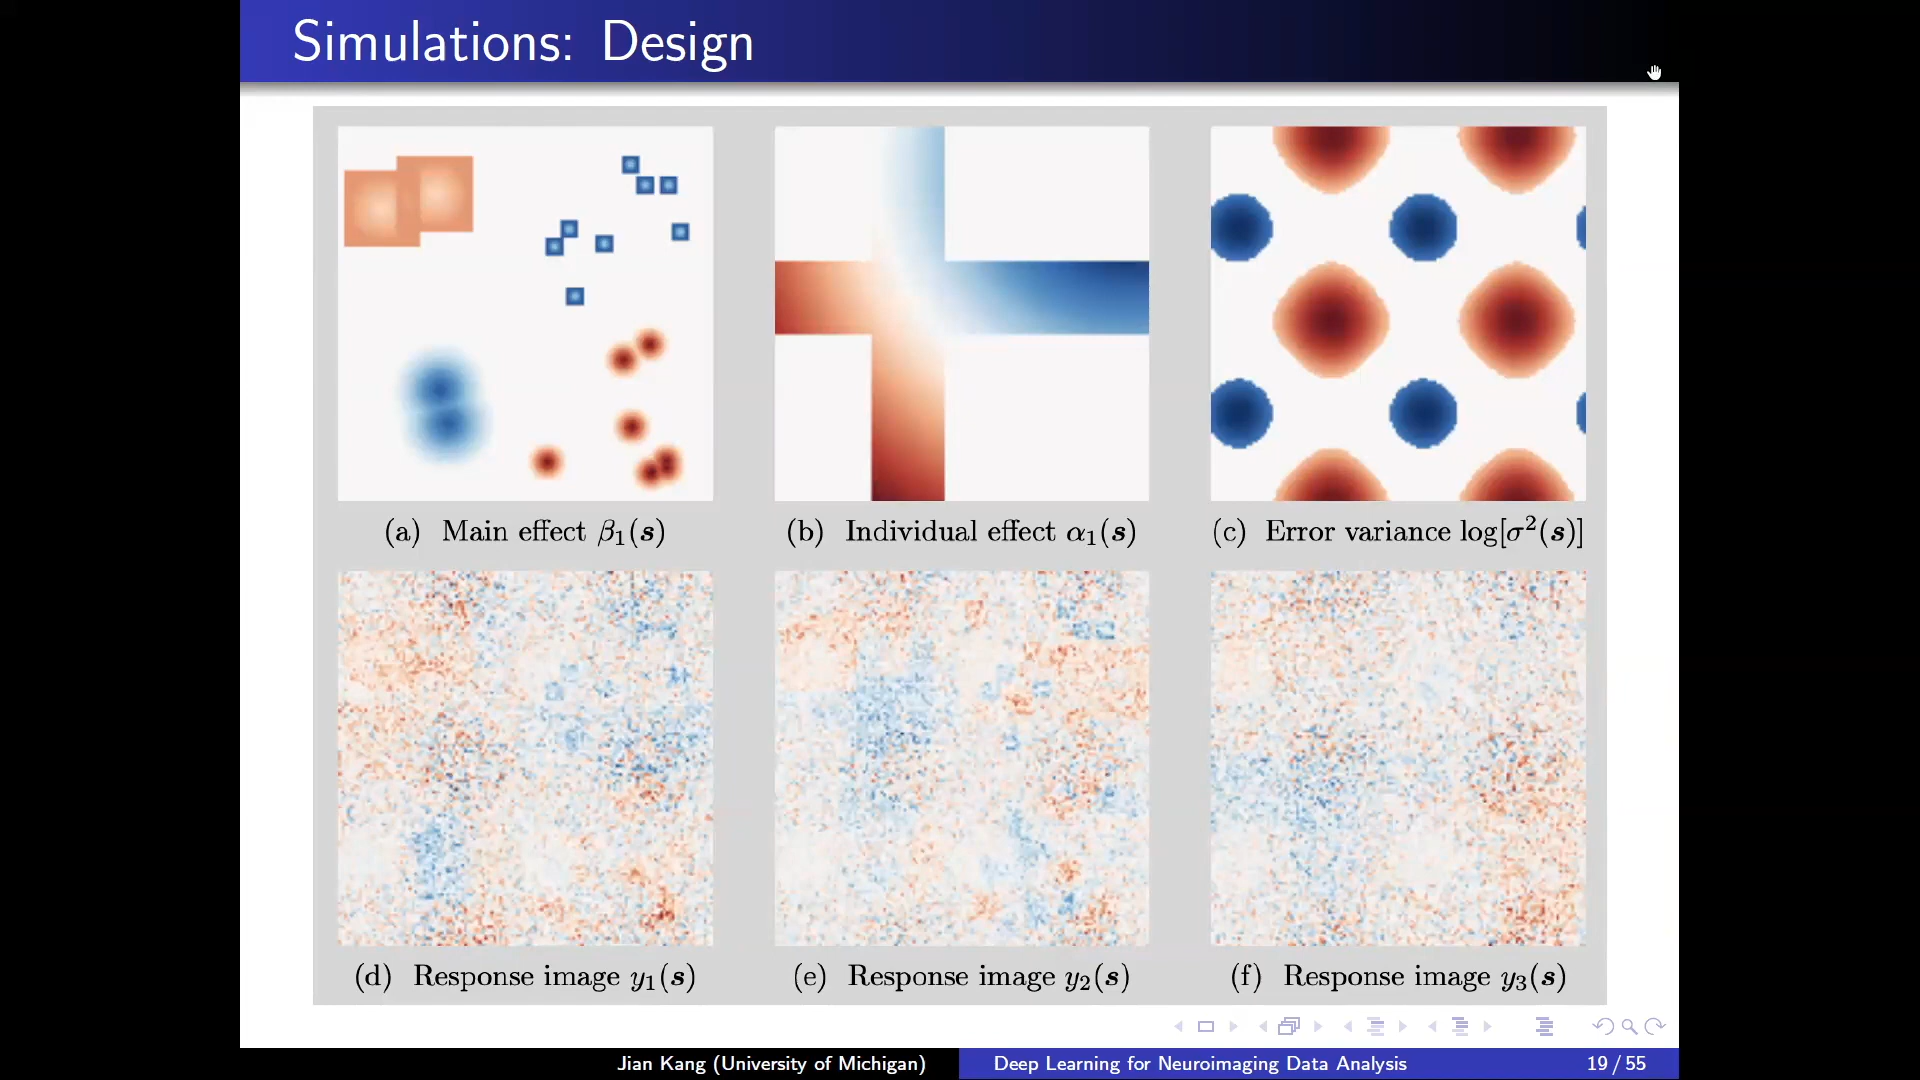 Simulations: Design
(a) Main effect β₁(s)
(b) Individual effect α₁(s)
(c) Error variance log[σ²(s)]
(d) Response image y₁(s)
(e) Response image y₂(s)
(f) Response image y₃(s)
Jian Kang (University of Michigan)
Deep Learning for Neuroimaging Data Analysis
19 / 55